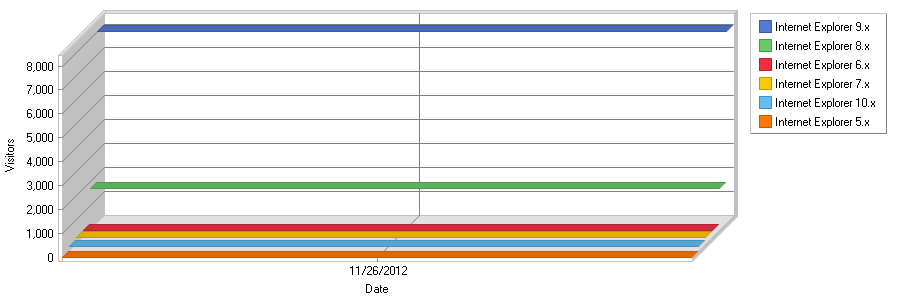 8,000
7,000
6,000
5,000
4,000
3,000
2,000
1,000
0
Visitors
11/26/2012
Date
Internet Explorer 9.x
Internet Explorer 8.x
Internet Explorer 6.x
Internet Explorer 7.x
Internet Explorer 10.x
Internet Explorer 5.x